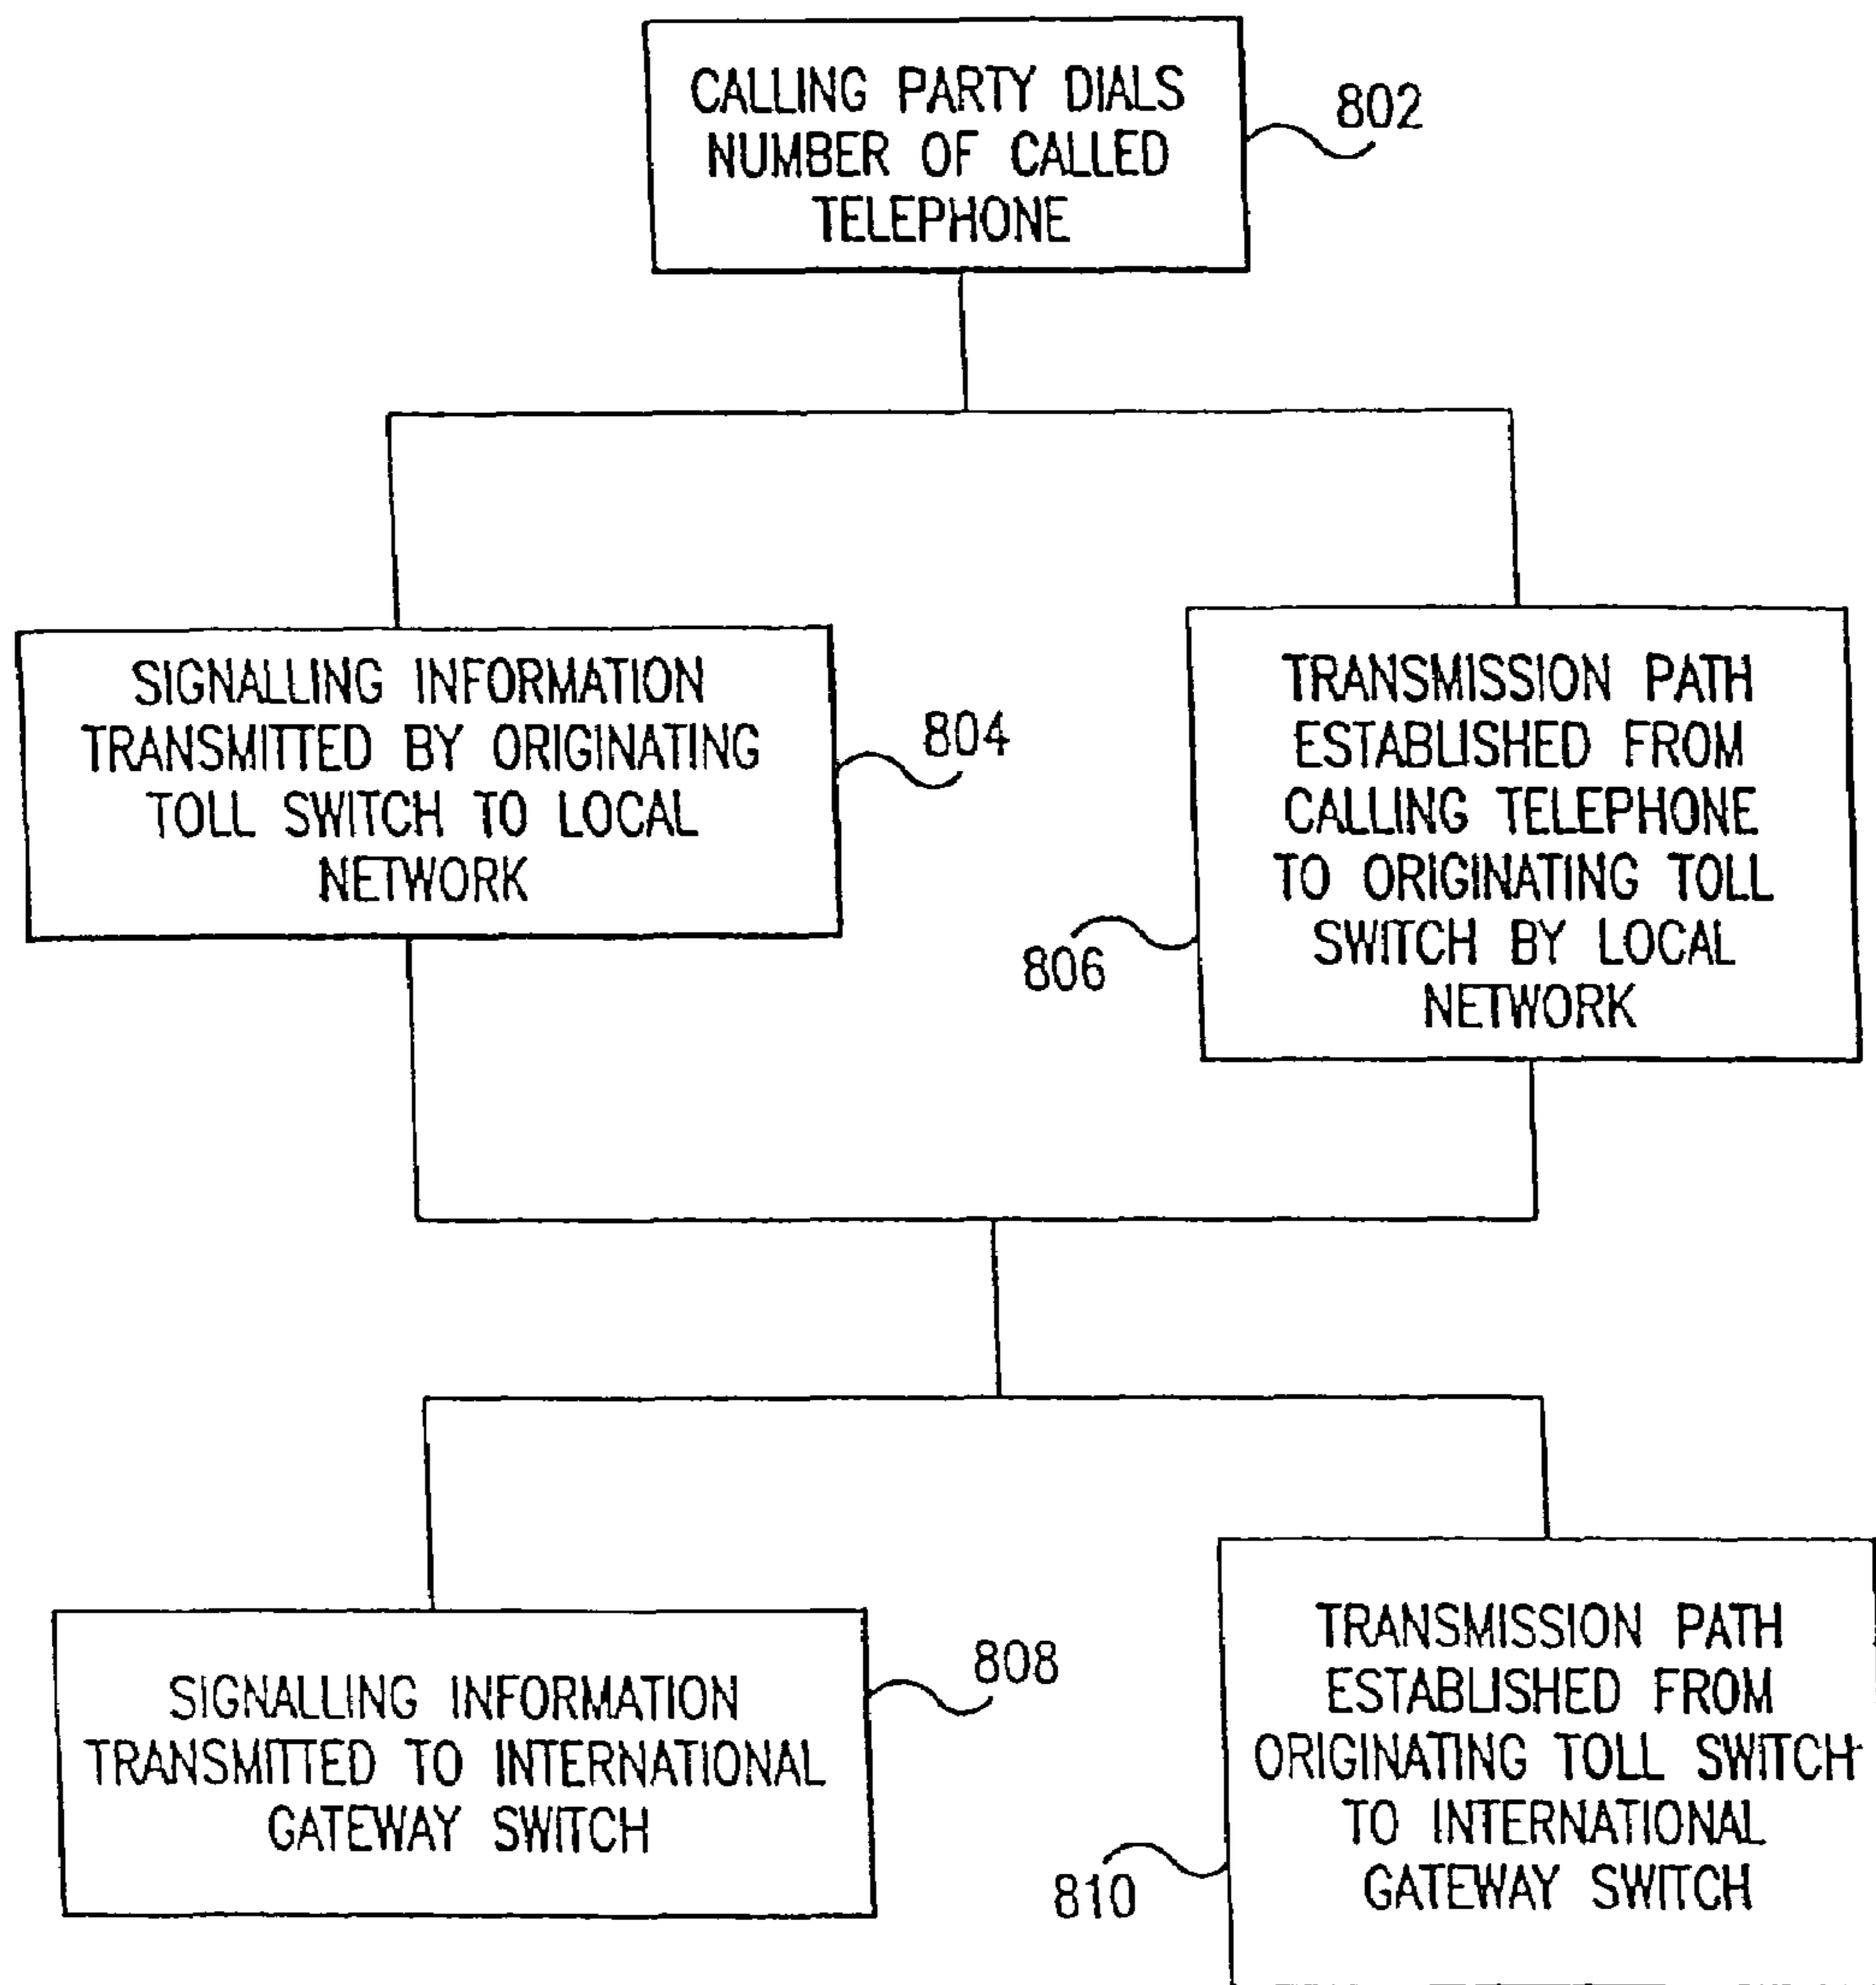 CALLING PARTY DIALS
NUMBER OF CALLED
TELEPHONE
802
SIGNALLING INFORMATION
TRANSMITTED BY ORIGINATING
TOLL SWITCH TO LOCAL
NETWORK
804
TRANSMISSION PATH
ESTABLISHED FROM
CALLING TELEPHONE
TO ORIGINATING TOLL
SWITCH BY LOCAL
NETWORK
806
SIGNALLING INFORMATION
TRANSMITTED TO INTERNATIONAL
GATEWAY SWITCH
808
TRANSMISSION PATH
ESTABLISHED FROM
ORIGINATING TOLL SWITCH
TO INTERNATIONAL
GATEWAY SWITCH
810